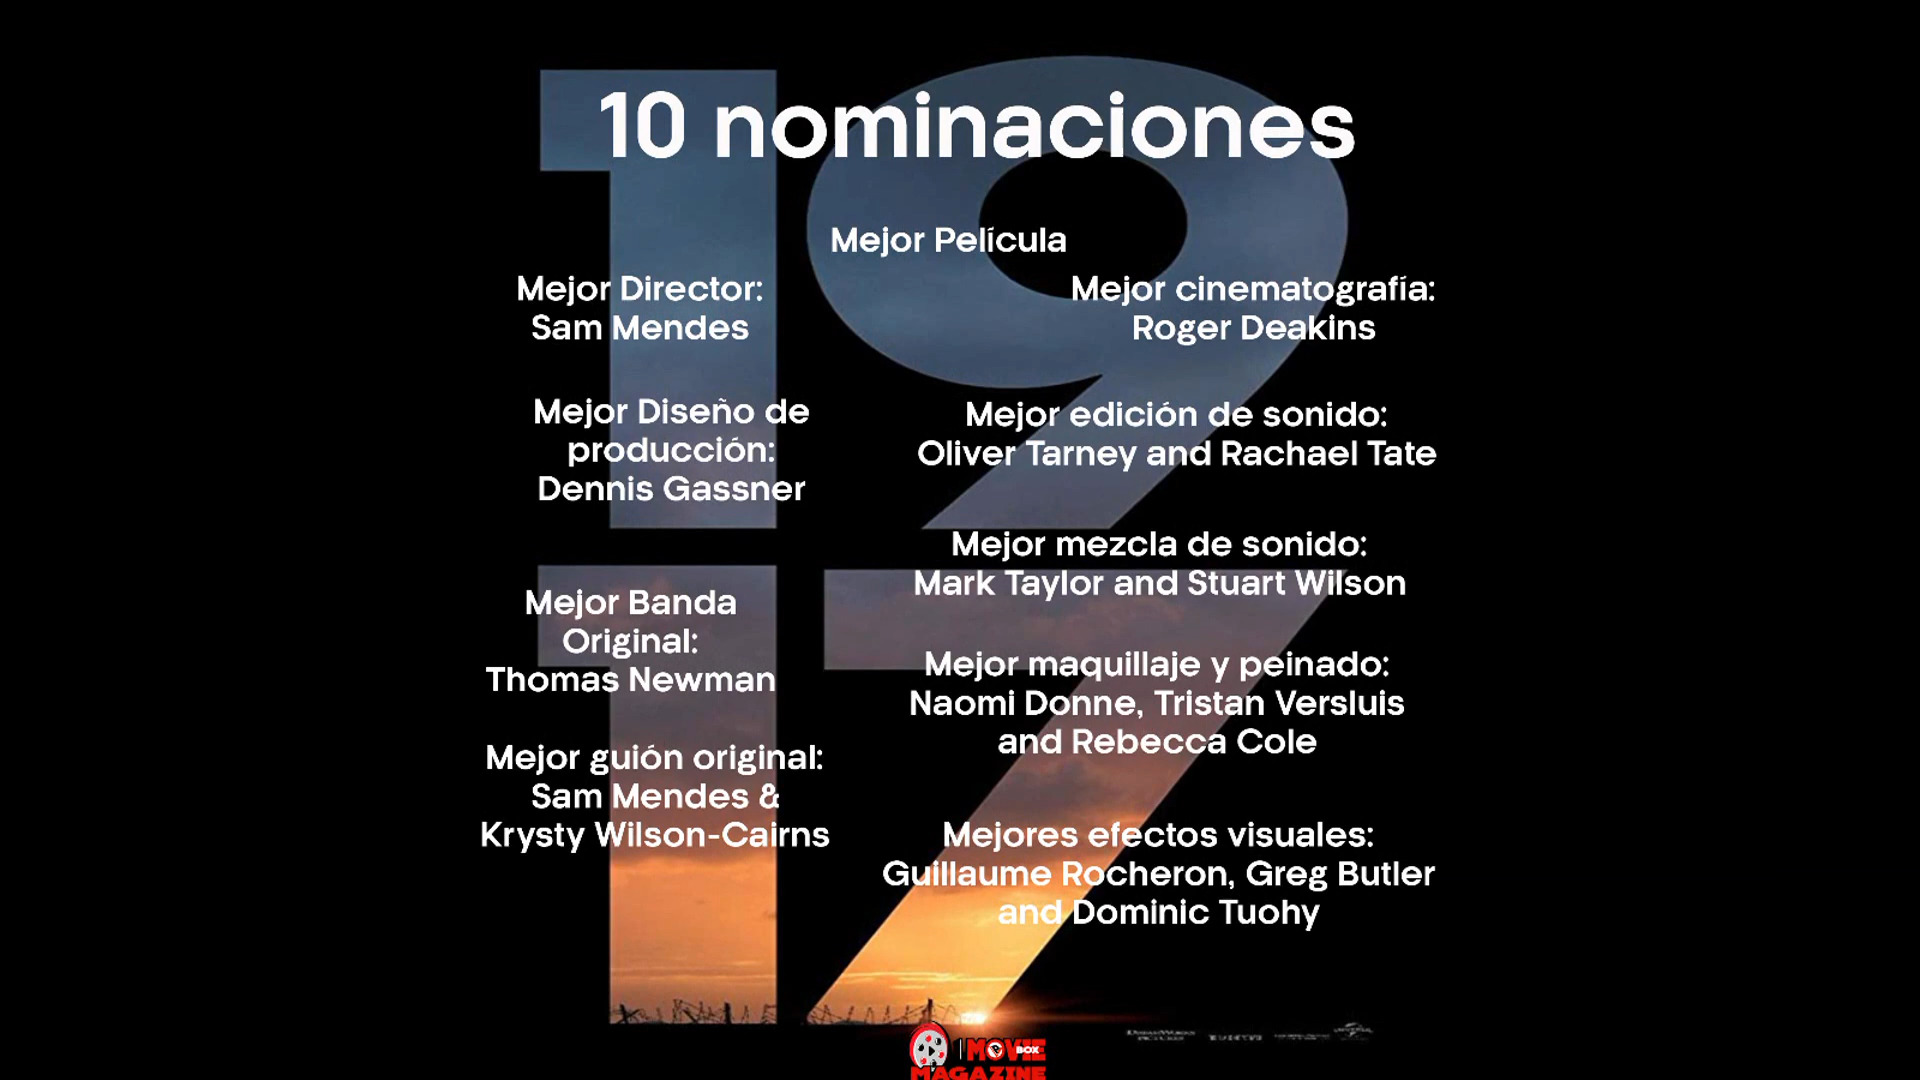 10 nominaciones
Mejor Película
Mejor Director:
Sam Mendes
Mejor Diseño de
producción:
Dennis Gassner
Mejor Banda
Original:
Thomas Newman
Mejor guión original:
Sam Mendes &
Krysty Wilson-Cairns
Mejor cinematografía:
Roger Deakins
Mejor edición de sonido:
Oliver Tarney and Rachael Tate
Mejor mezcla de sonido:
Mark Taylor and Stuart Wilson
Mejor maquillaje y peinado:
Naomi Donne, Tristan Versluis
and Rebecca Cole
Mejores efectos visuales:
Guillaume Rocheron, Greg Butler
and Dominic Tuohy
19
17
MOVIE BOX
MAGAZINE